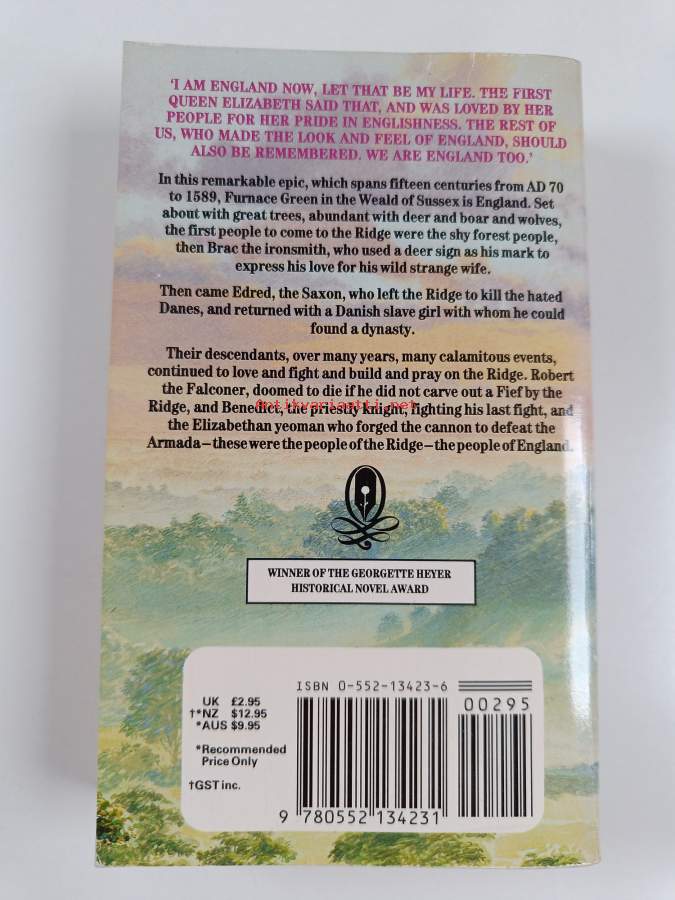 'I AM ENGLAND NOW, LET THAT BE MY LIFE. THE FIRST
QUEEN ELIZABETH SAID THAT, AND WAS LOVED BY HER
PEOPLE FOR HER PRIDE IN ENGLISHNESS. THE REST OF
US, WHO MADE THE LOOK AND FEEL OF ENGLAND, SHOULD
ALSO BE REMEMBERED. WE ARE ENGLAND TOO.'
In this remarkable epic, which spans fifteen centuries from AD 70
to 1589, Furnace Green in the Weald of Sussex is England. Set
about with great trees, abundant with deer and boar and wolves,
the first people to come to the Ridge were the shy forest people,
then Brac the ironsmith, who used a deer sign as his mark to
express his love for his wild strange wife.
Then came Edred, the Saxon, who left the Ridge to kill the hated
Danes, and returned with a Danish slave girl with whom he could
found a dynasty.
Their descendants, over many years, many calamitous events,
continued to love and fight and build and pray on the Ridge. Robert
the Falconer, doomed to die if he did not carve out a Fief by the
Antikvariaatti.net
Ridge, and Benedict, the priestly knight, fighting his last fight, and
the Elizabethan yeoman who forged the cannon to defeat the
Armada—these were the people of the Ridge—the people of England.
WINNER OF THE GEORGETTE HEYER
HISTORICAL NOVEL AWARD
ISBN 0-552-13423-6
00295
UK £2.95
†*NZ $12.95
*AUS $9.95
*Recommended
Price Only
†GST inc.
9 780552 134231